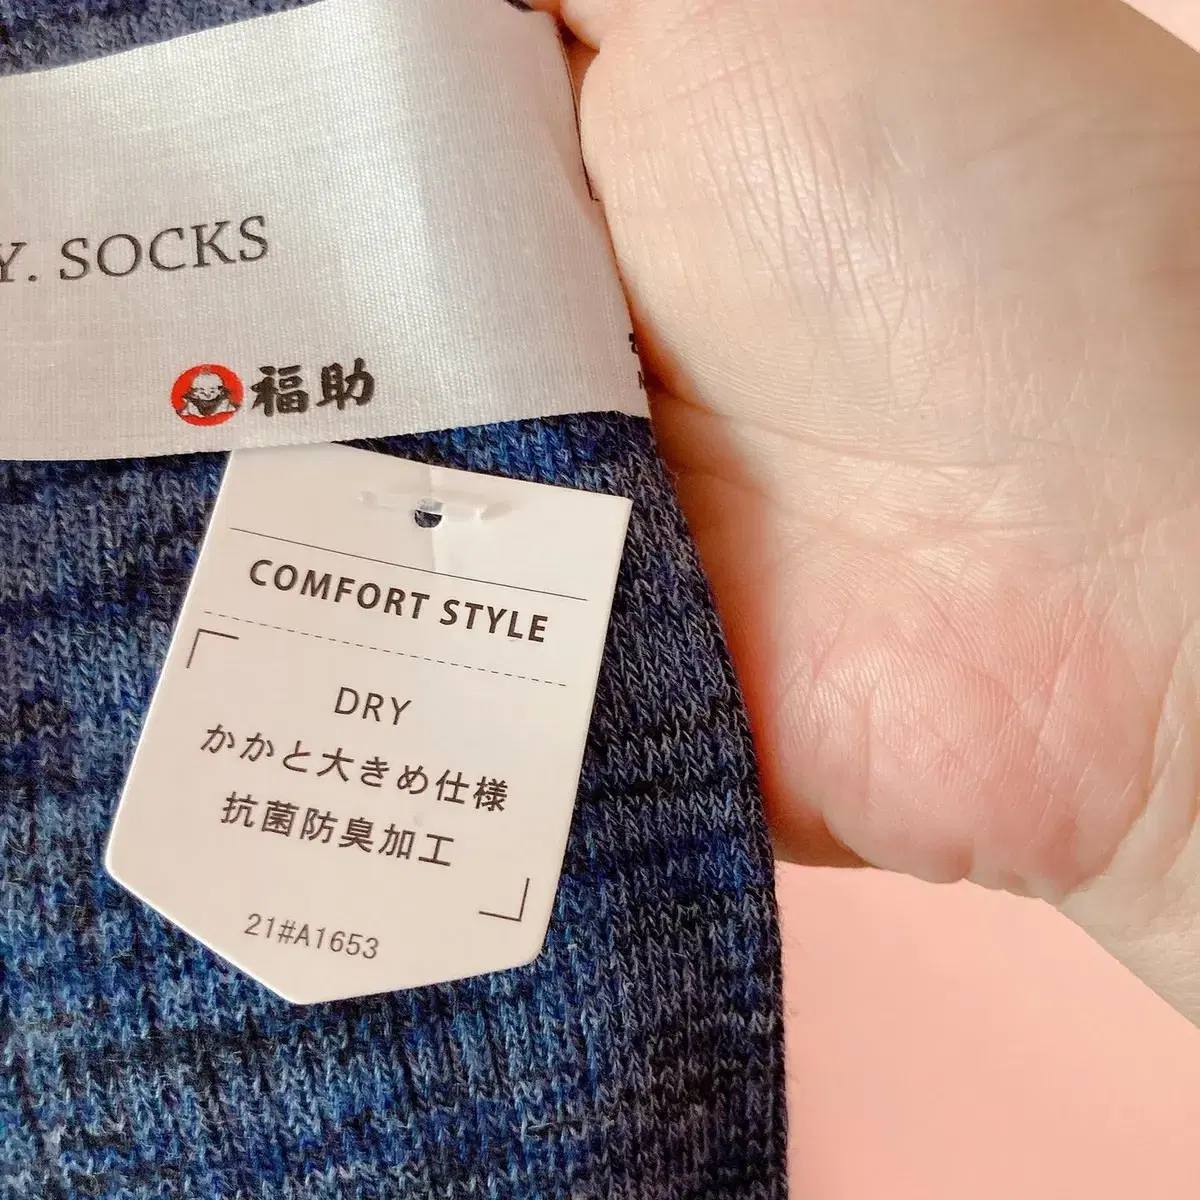 Y. SOCKS
福助
COMFORT STYLE
DRY
かかと大きめ仕様
抗菌防臭加工
21#A1653